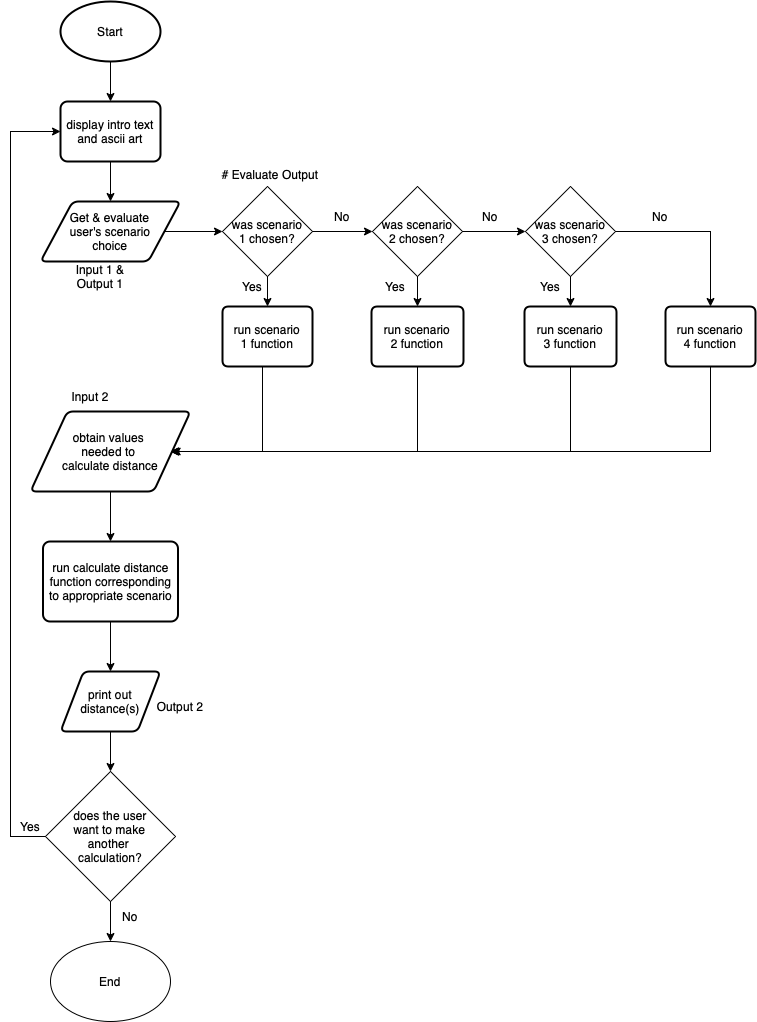 Start
display intro text
and ascii art
Get & evaluate
user's scenario
choice
Input 1 &
Output 1
# Evaluate Output
was scenario
1 chosen?
No
was scenario
2 chosen?
No
was scenario
3 chosen?
No
Yes
Yes
Yes
run scenario
1 function
run scenario
2 function
run scenario
3 function
run scenario
4 function
Input 2
obtain values
needed to
calculate distance
run calculate distance
function corresponding
to appropriate scenario
print out
distance(s)
Output 2
does the user
want to make
another
calculation?
Yes
No
End